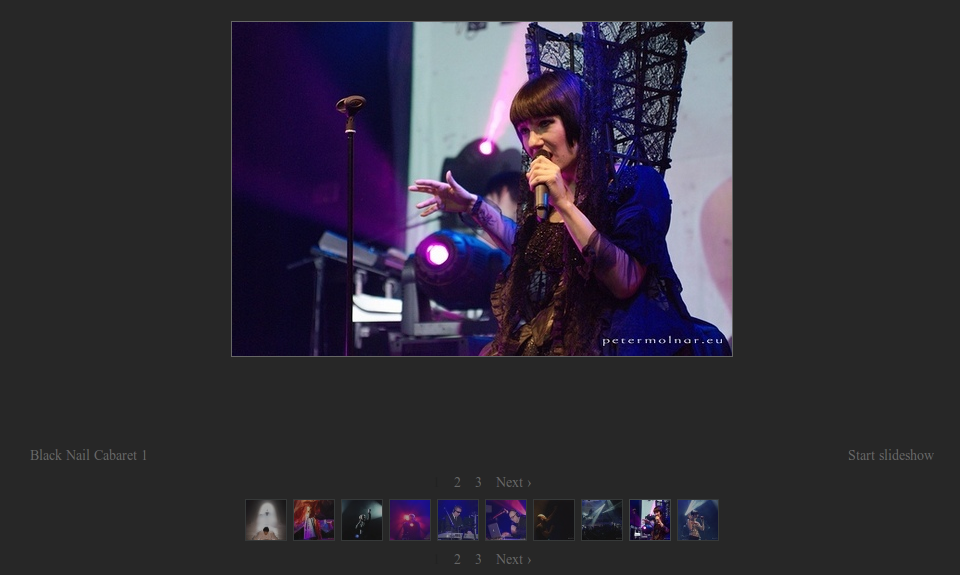 petermolnar.eu
Black Nail Cabaret 1
Start slideshow
2 3 Next ›
2 3 Next ›